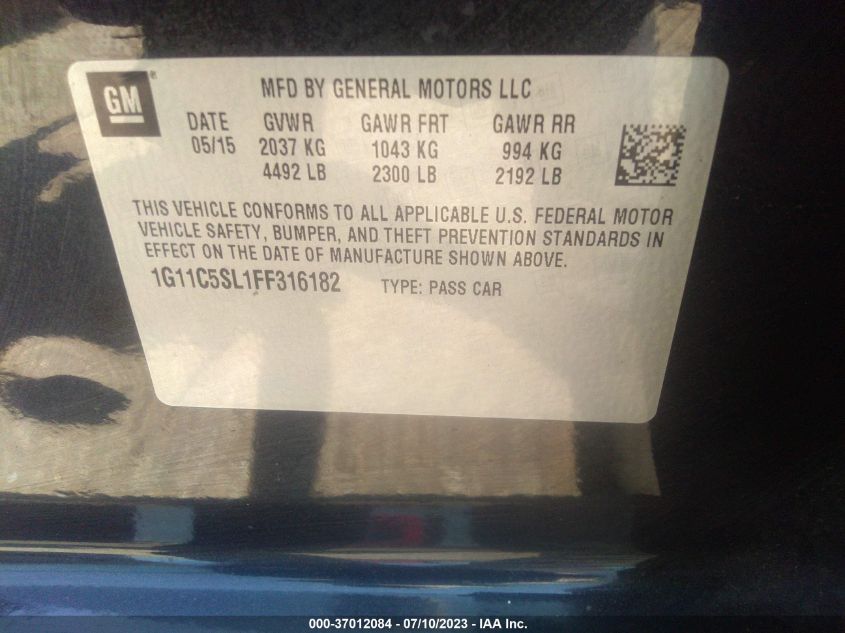 GM
MFD BY GENERAL MOTORS LLC
DATE GVWR GAWR FRT GAWR RR
05/15 2037 KG 1043 KG 994 KG
4492 LB 2300 LB 2192 LB
THIS VEHICLE CONFORMS TO ALL APPLICABLE U.S. FEDERAL MOTOR
VEHICLE SAFETY, BUMPER, AND THEFT PREVENTION STANDARDS IN
EFFECT ON THE DATE OF MANUFACTURE SHOWN ABOVE.
1G11C5SL1FF316182 TYPE: PASS CAR
000-37012084 - 07/10/2023 - IAA Inc.